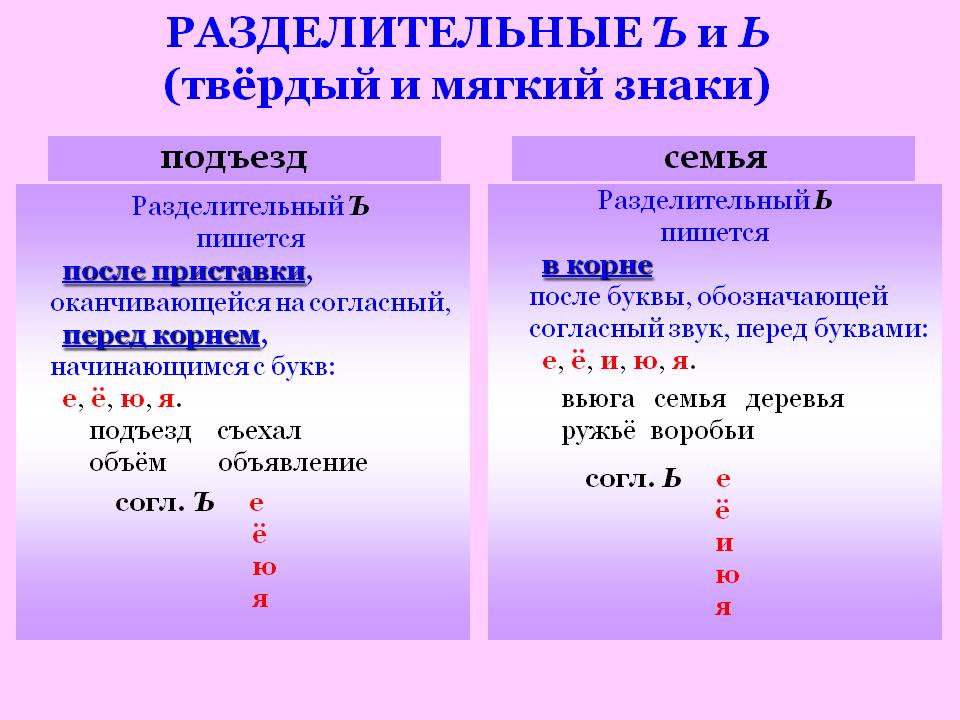 РАЗДЕЛИТЕЛЬНЫЕ Ъ и Ь
(твёрдый и мягкий знаки)
подъезд
Разделительный Ъ
пишется
после приставки,
оканчивающейся на согласный,
перед корнем,
начинающимся с букв:
е, ё, ю, я.
подъезд съехал
объём объявление
согл. Ъ е
ё
ю
я
семья
Разделительный Ь
пишется
в корне
после буквы, обозначающей
согласный звук, перед буквами:
е, ё, и, ю, я.
вьюга семья деревья
ружьё воробьи
согл. Ь е
ё
и
ю
я